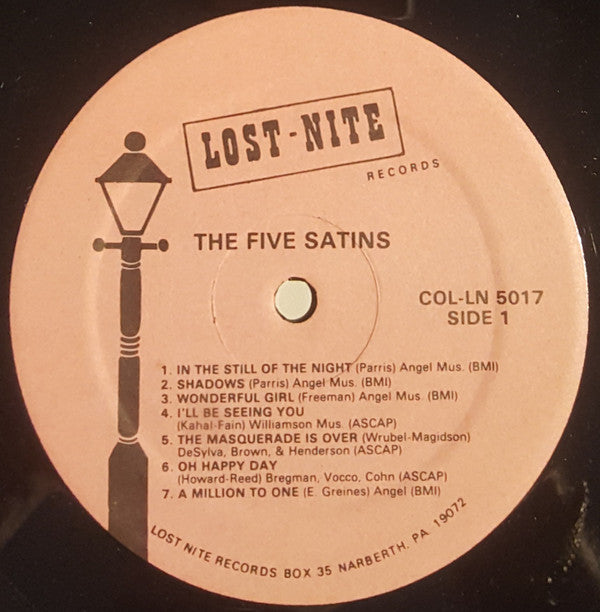 LOST-NITE
RECORDS
THE FIVE SATINS
COL-LN 5017
SIDE 1
1. IN THE STILL OF THE NIGHT (Parris) Angel Mus. (BMI)
2. SHADOWS (Parris) Angel Mus. (BMI)
3. WONDERFUL GIRL (Freeman) Angel Mus. (BMI)
4. I'LL BE SEEING YOU
(Kahal-Fain) Williamson Mus. (ASCAP)
5. THE MASQUERADE IS OVER (Wrubel-Magidson)
DeSylva, Brown, & Henderson (ASCAP)
6. OH HAPPY DAY
(Howard-Reed) Bregman, Vocco, Cohn (ASCAP)
7. A MILLION TO ONE (E. Greines) Angel (BMI)
LOST NITE RECORDS BOX 35 NARBERTH, PA 19072